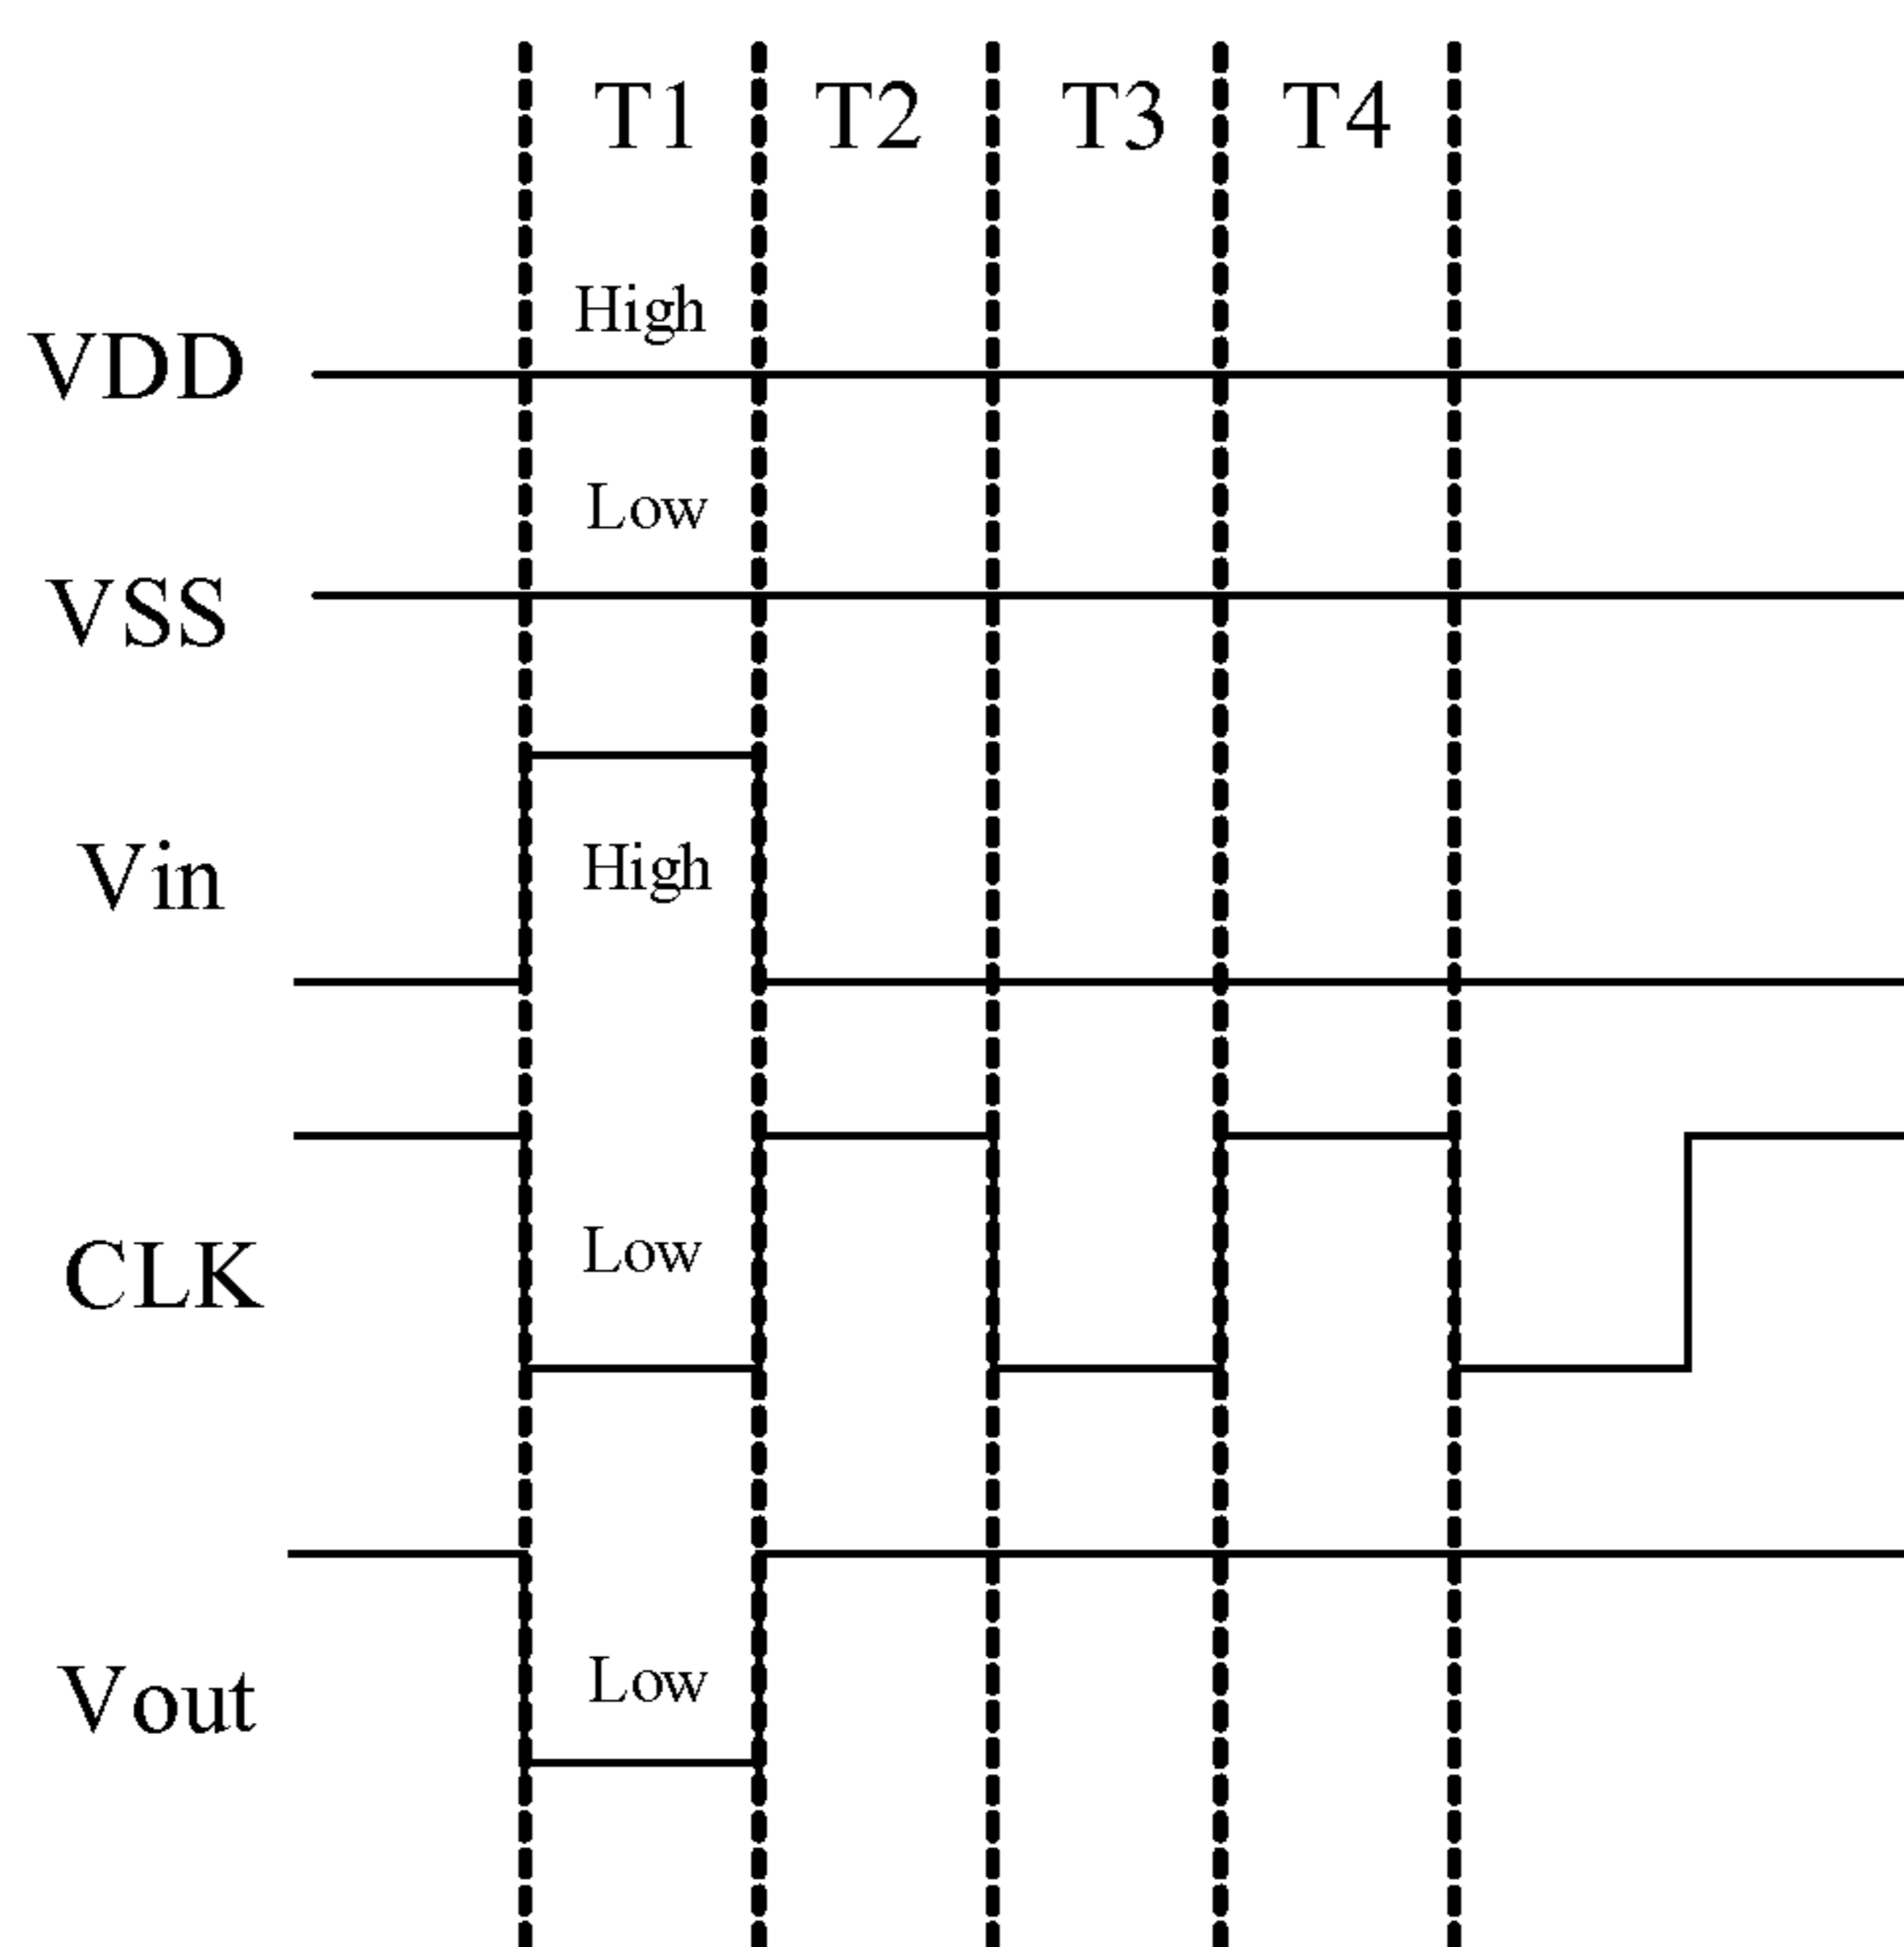 T1 T2 T3 T4
High
VDD
Low
VSS
Vin High
CLK Low
Low
Vout